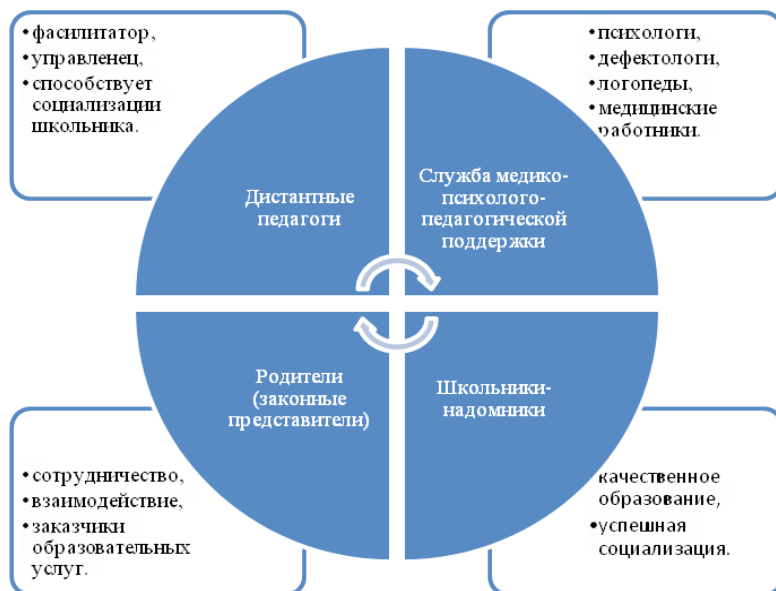 • фасилитатор,
• управленец,
• способствует
социализации
школьника.
• психологи,
• дефектологи,
• логопеды,
• медицинские
работники.
Дистантные
педагоги
Служба медико-
психолого-
педагогической
поддержки
Родители
(законные
представители)
Школьники-
надомники
• сотрудничество,
• взаимодействие,
• заказчики
образовательных
услуг.
• качественное
образование,
• успешная
социализация.